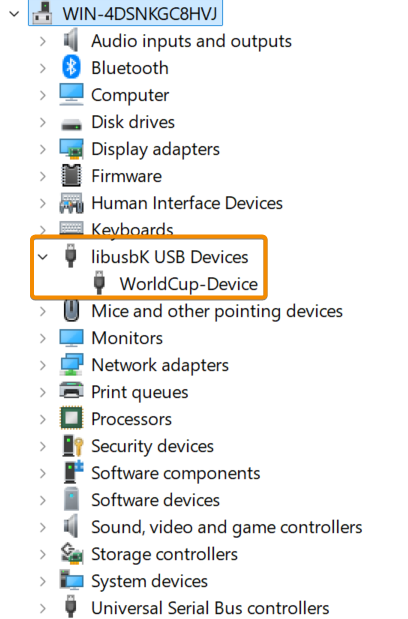 WIN-4DSNKGC8HVJ
Audio inputs and outputs
Bluetooth
Computer
Disk drives
Display adapters
Firmware
Human Interface Devices
Keyboards
libusbK USB Devices
WorldCup-Device
Mice and other pointing devices
Monitors
Network adapters
Print queues
Processors
Security devices
Software components
Software devices
Sound, video and game controllers
Storage controllers
System devices
Universal Serial Bus controllers